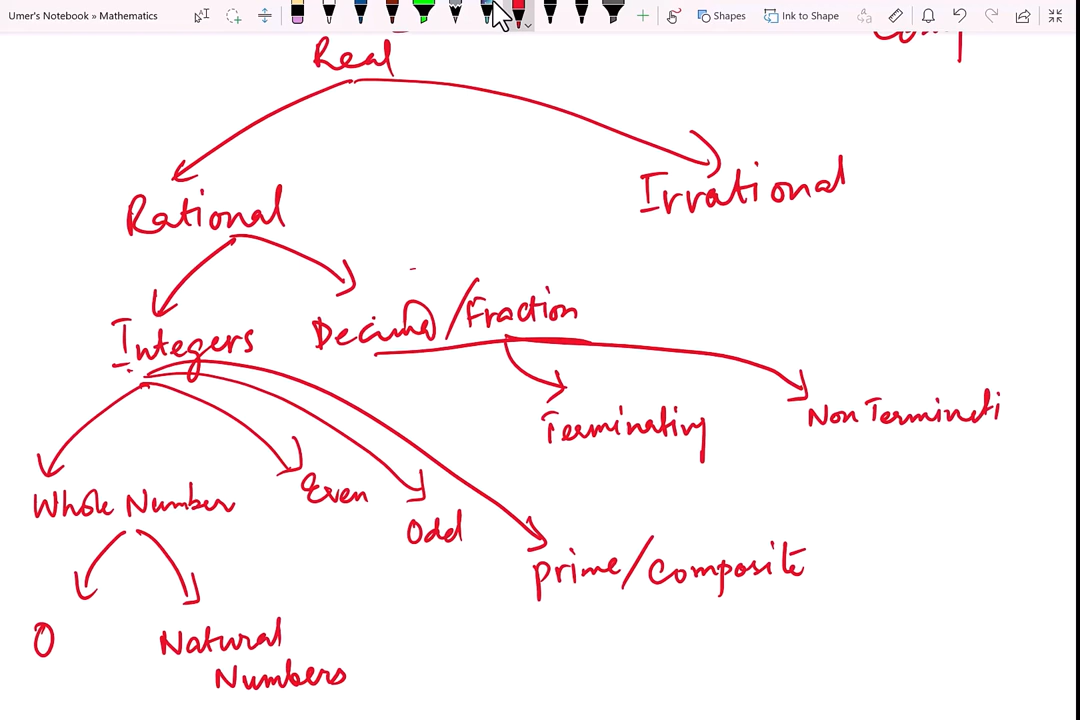 Umer's Notebook » Mathematics
Shapes
Ink to Shape
Real
Rational
Irrational
Integers
Decimal/Fraction
Terminating
Non Terminati
Whole Number
Even
Odd
Prime/Composite
0
Natural
Numbers